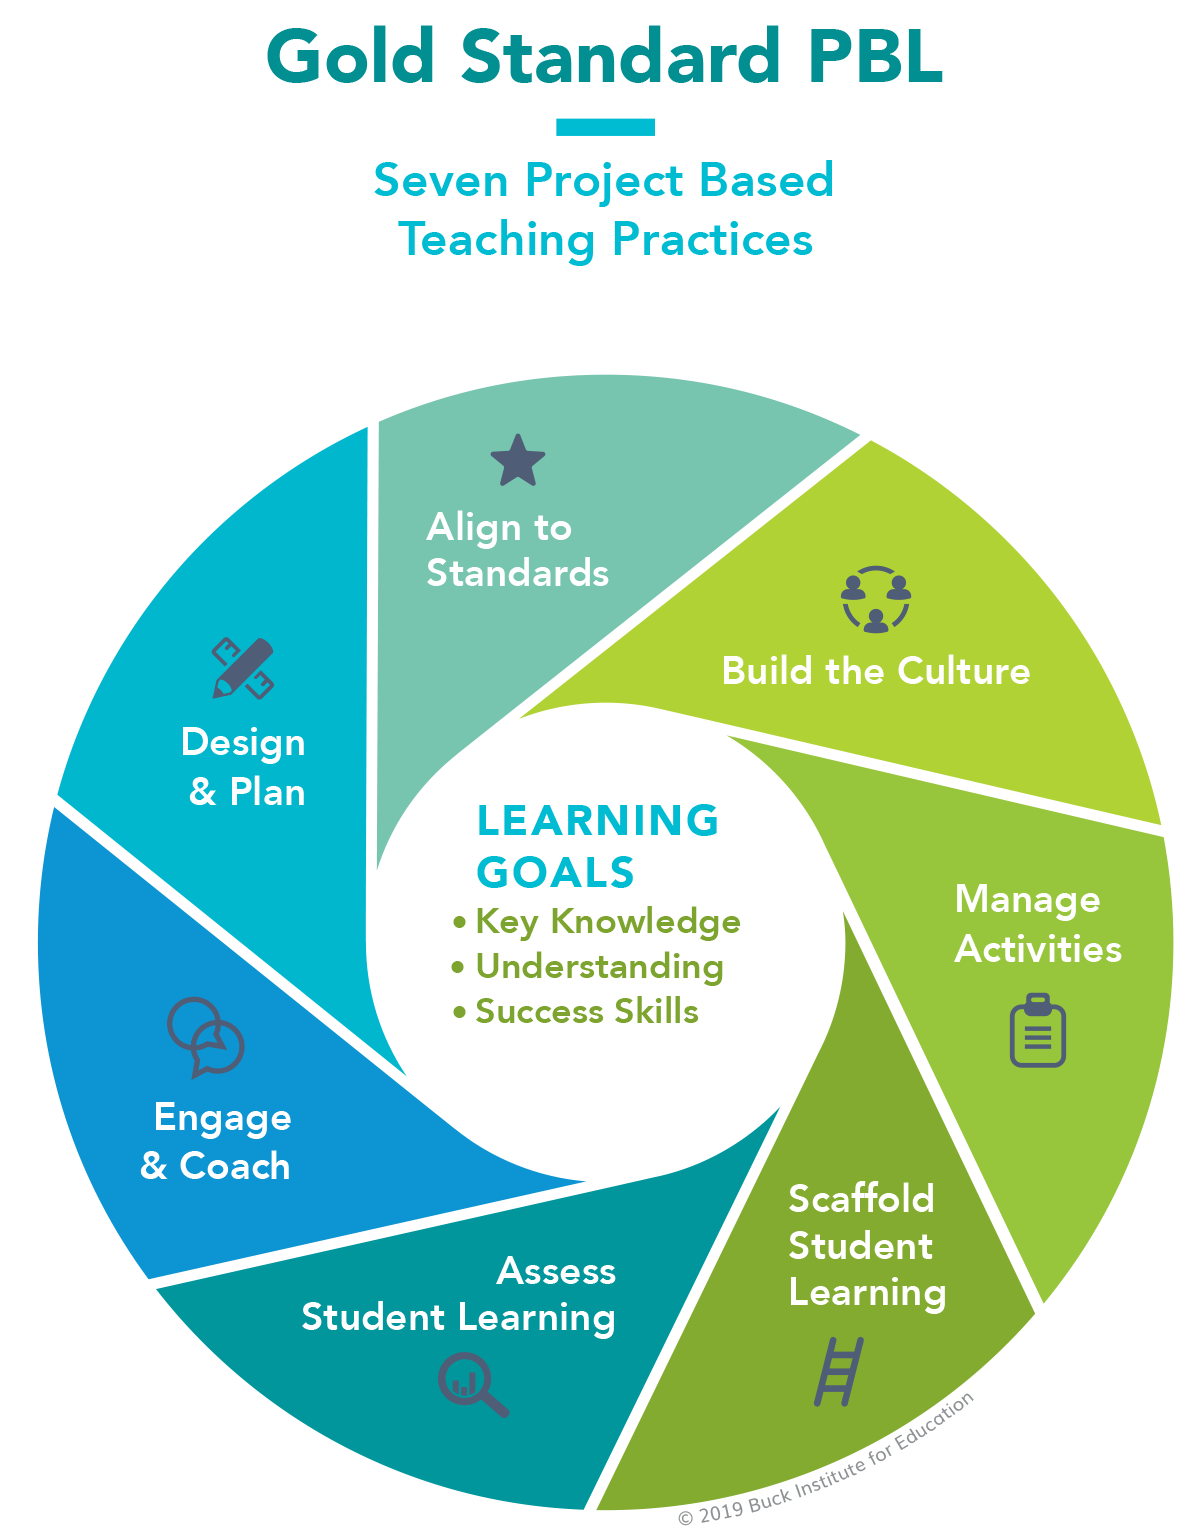 Gold Standard PBL
Seven Project Based
Teaching Practices
Align to
Standards
Build the Culture
Manage
Activities
Scaffold
Student
Learning
Assess
Student Learning
Engage
& Coach
Design
& Plan
LEARNING
GOALS
• Key Knowledge
• Understanding
• Success Skills
© 2019 Buck Institute for Education